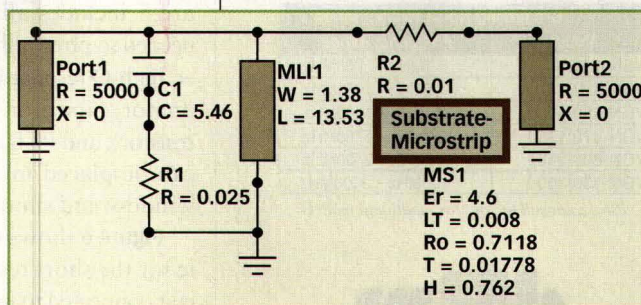 Port1
R = 5000
X = 0
C1
C = 5.46
R1
R = 0.025
MLI1
W = 1.38
L = 13.53
R2
R = 0.01
Substrate-
Microstrip
MS1
Er = 4.6
LT = 0.008
Ro = 0.7118
T = 0.01778
H = 0.762
Port2
R = 5000
X = 0